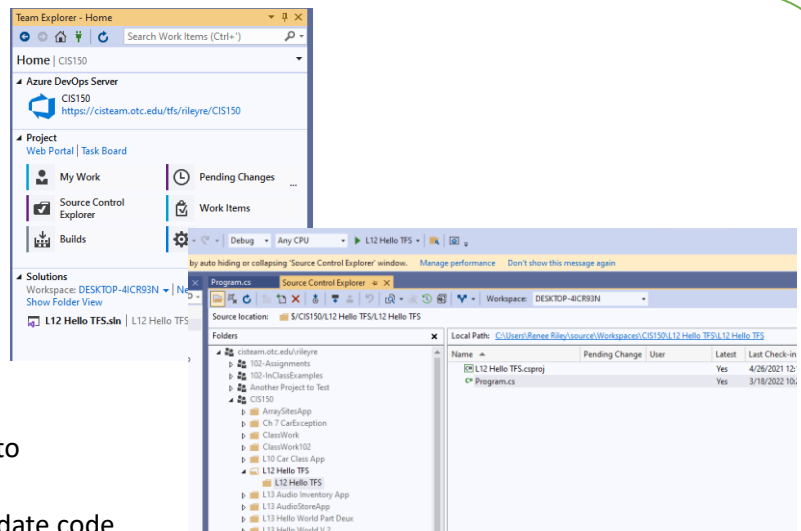 Team Explorer - Home
Search Work Items (Ctrl+')
Home | CIS150
Azure DevOps Server
CIS150
https://cisteam.otc.edu/tfs/rileyre/CIS150
Project
Web Portal | Task Board
My Work
Pending Changes ...
Source Control
Explorer
Work Items
Builds
Solutions
Workspace: DESKTOP-4ICR93N
Show Folder View
L12 Hello TFS.sln | L12 Hello TFS
Debug Any CPU L12 Hello TFS
by auto hiding or collapsing 'Source Control Explorer' window. Manage performance Don't show this message again
Program.cs Source Control Explorer
Workspace: DESKTOP-4ICR93N
Source location: $/CIS150/L12 Hello TFS/L12 Hello TFS
Folders
Local Path: C:\Users\Renee Riley\source\Workspaces\CIS150\L12 Hello TFS\L12 Hello TFS
Name Pending Change User Latest Last Check-in
L12 Hello TFS.csproj Yes 4/26/2021
Program.cs Yes 3/18/2022
cisteam.otc.edu\rileyre
102-Assignments
102-InClassExamples
Another Project to Test
CIS150
ArraySitesApp
Ch 7 CarException
ClassWork
ClassWork102
L10 Car Class App
L12 Hello TFS
L12 Hello TFS
L13 Audio Inventory App
L13 AudioStoreApp
L13 Hello World Part Deux
L13 Hello World V 2
to
date code